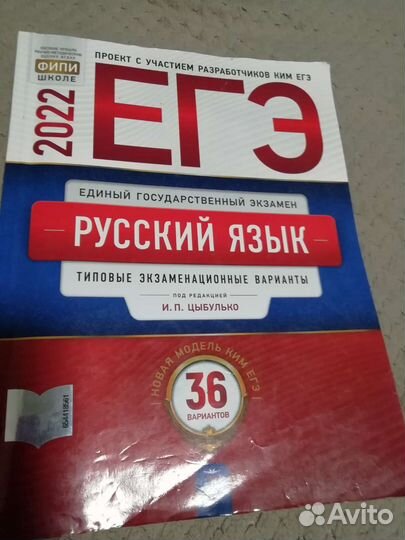 ПРОЕКТ С УЧАСТИЕМ РАЗРАБОТЧИКОВ КИМ ЕГЭ
ФИПИ
ШКОЛЕ
2022
ЕГЭ
ЕДИНЫЙ ГОСУДАРСТВЕННЫЙ ЭКЗАМЕН
РУССКИЙ ЯЗЫК
ТИПОВЫЕ ЭКЗАМЕНАЦИОННЫЕ ВАРИАНТЫ
ПОД РЕДАКЦИЕЙ
И. П. ЦЫБУЛЬКО
НОВАЯ МОДЕЛЬ КИМ ЕГЭ
36
ВАРИАНТОВ
Avito